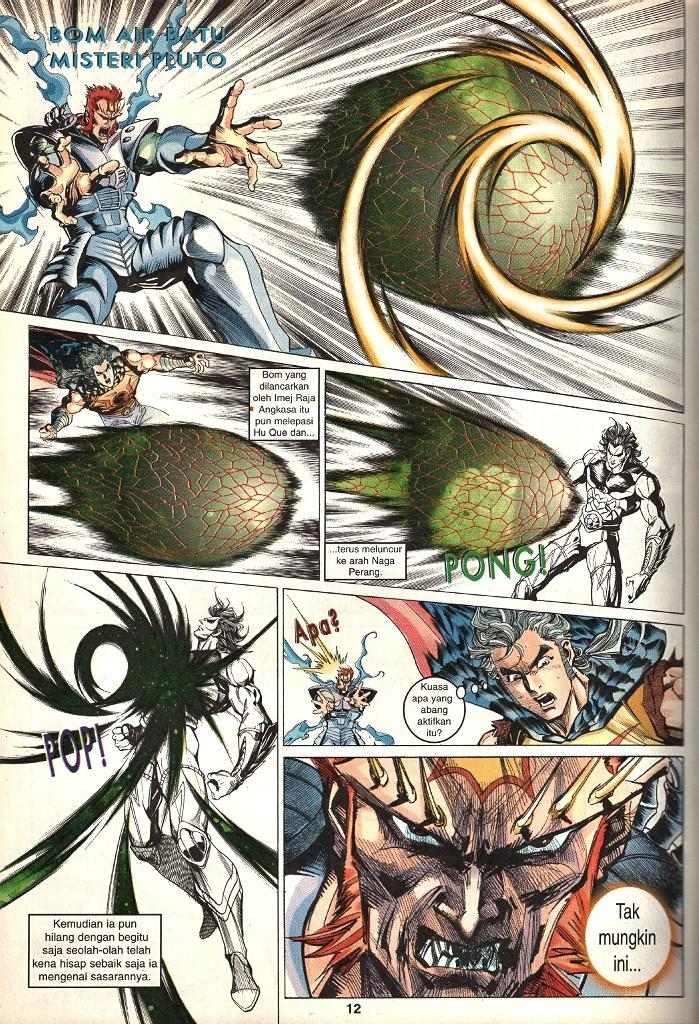 BOM AIR BATU
MISTERI PLUTO
Bom yang
dilancarkan
oleh Imej Raja
Angkasa itu
pun melepasi
Hu Que dan...
...terus meluncur
ke arah Naga
Perang.
PONG!
POP!
Kemudian ia pun
hilang dengan begitu
saja seolah-olah telah
kena hisap sebaik saja ia
mengenai sasarannya.
Apa?
Kuasa
apa yang
abang
aktifkan
itu?
Tak
mungkin
ini...
12